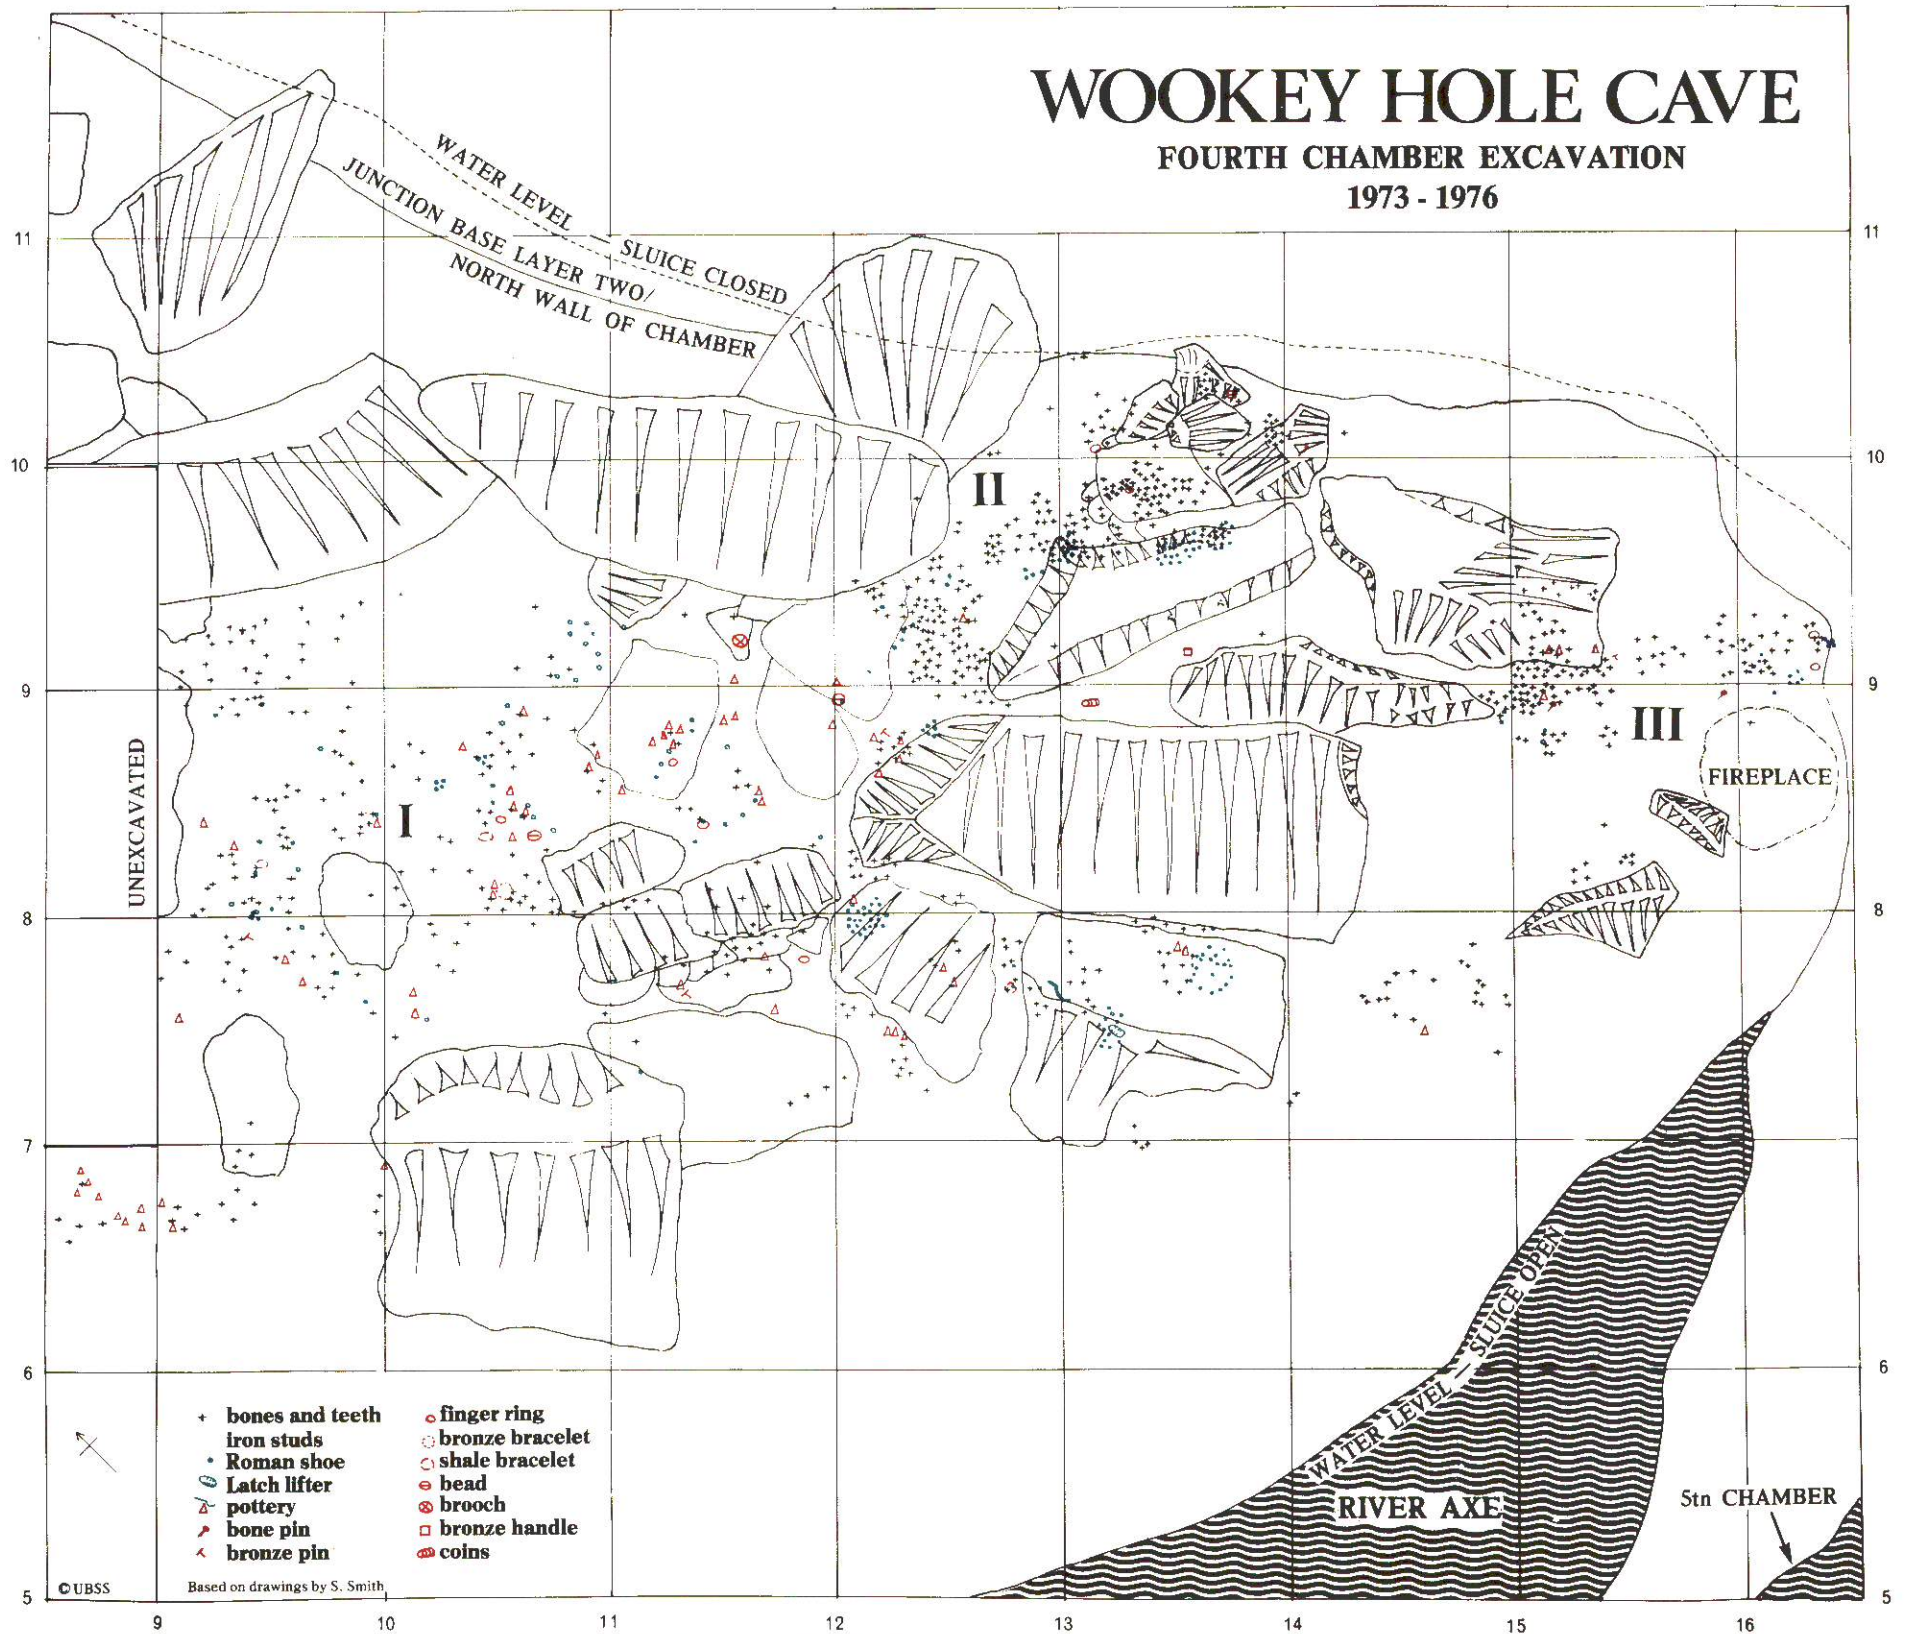 WOOKEY HOLE CAVE
FOURTH CHAMBER EXCAVATION
1973 - 1976
WATER LEVEL — SLUICE CLOSED
JUNCTION BASE LAYER TWO/
NORTH WALL OF CHAMBER
11
11
10
10
II
9
9
III
UNEXCAVATED
I
FIREPLACE
8
8
7
6
6
WATER LEVEL — SLUICE OPEN
RIVER AXE
5tn CHAMBER
bones and teeth
iron studs
Roman shoe
Latch lifter
pottery
bone pin
bronze pin
finger ring
bronze bracelet
shale bracelet
bead
brooch
bronze handle
coins
©UBSS
Based on drawings by S. Smith
5
5
9
10
11
12
13
14
15
16